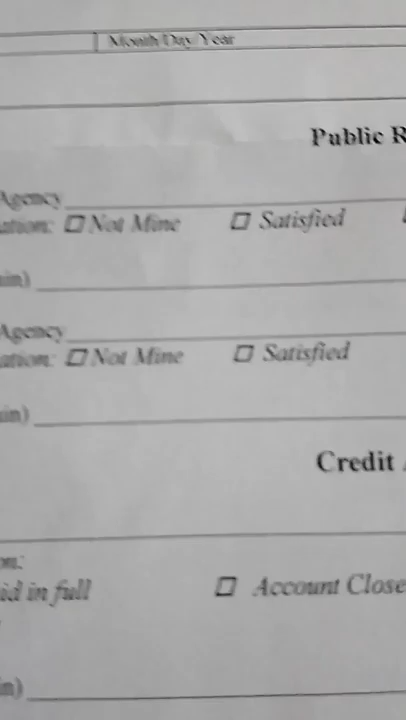 Month/Day/Year
Public R
Agency
ation: ☐ Not Mine ☐ Satisfied
ain)
Agency
ation: ☐ Not Mine ☐ Satisfied
ain)
Credit
on:
id in full ☐ Account Close
in)